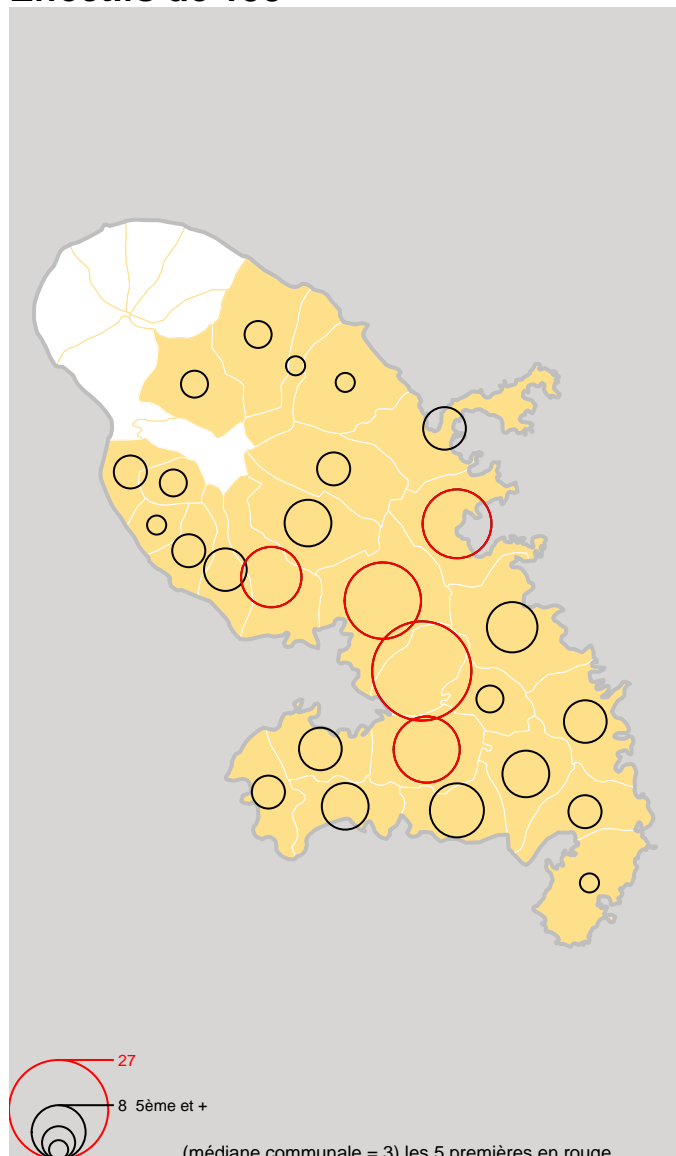 27
8 5ème et +
(médiane communale = 3) les 5 premières en rouge